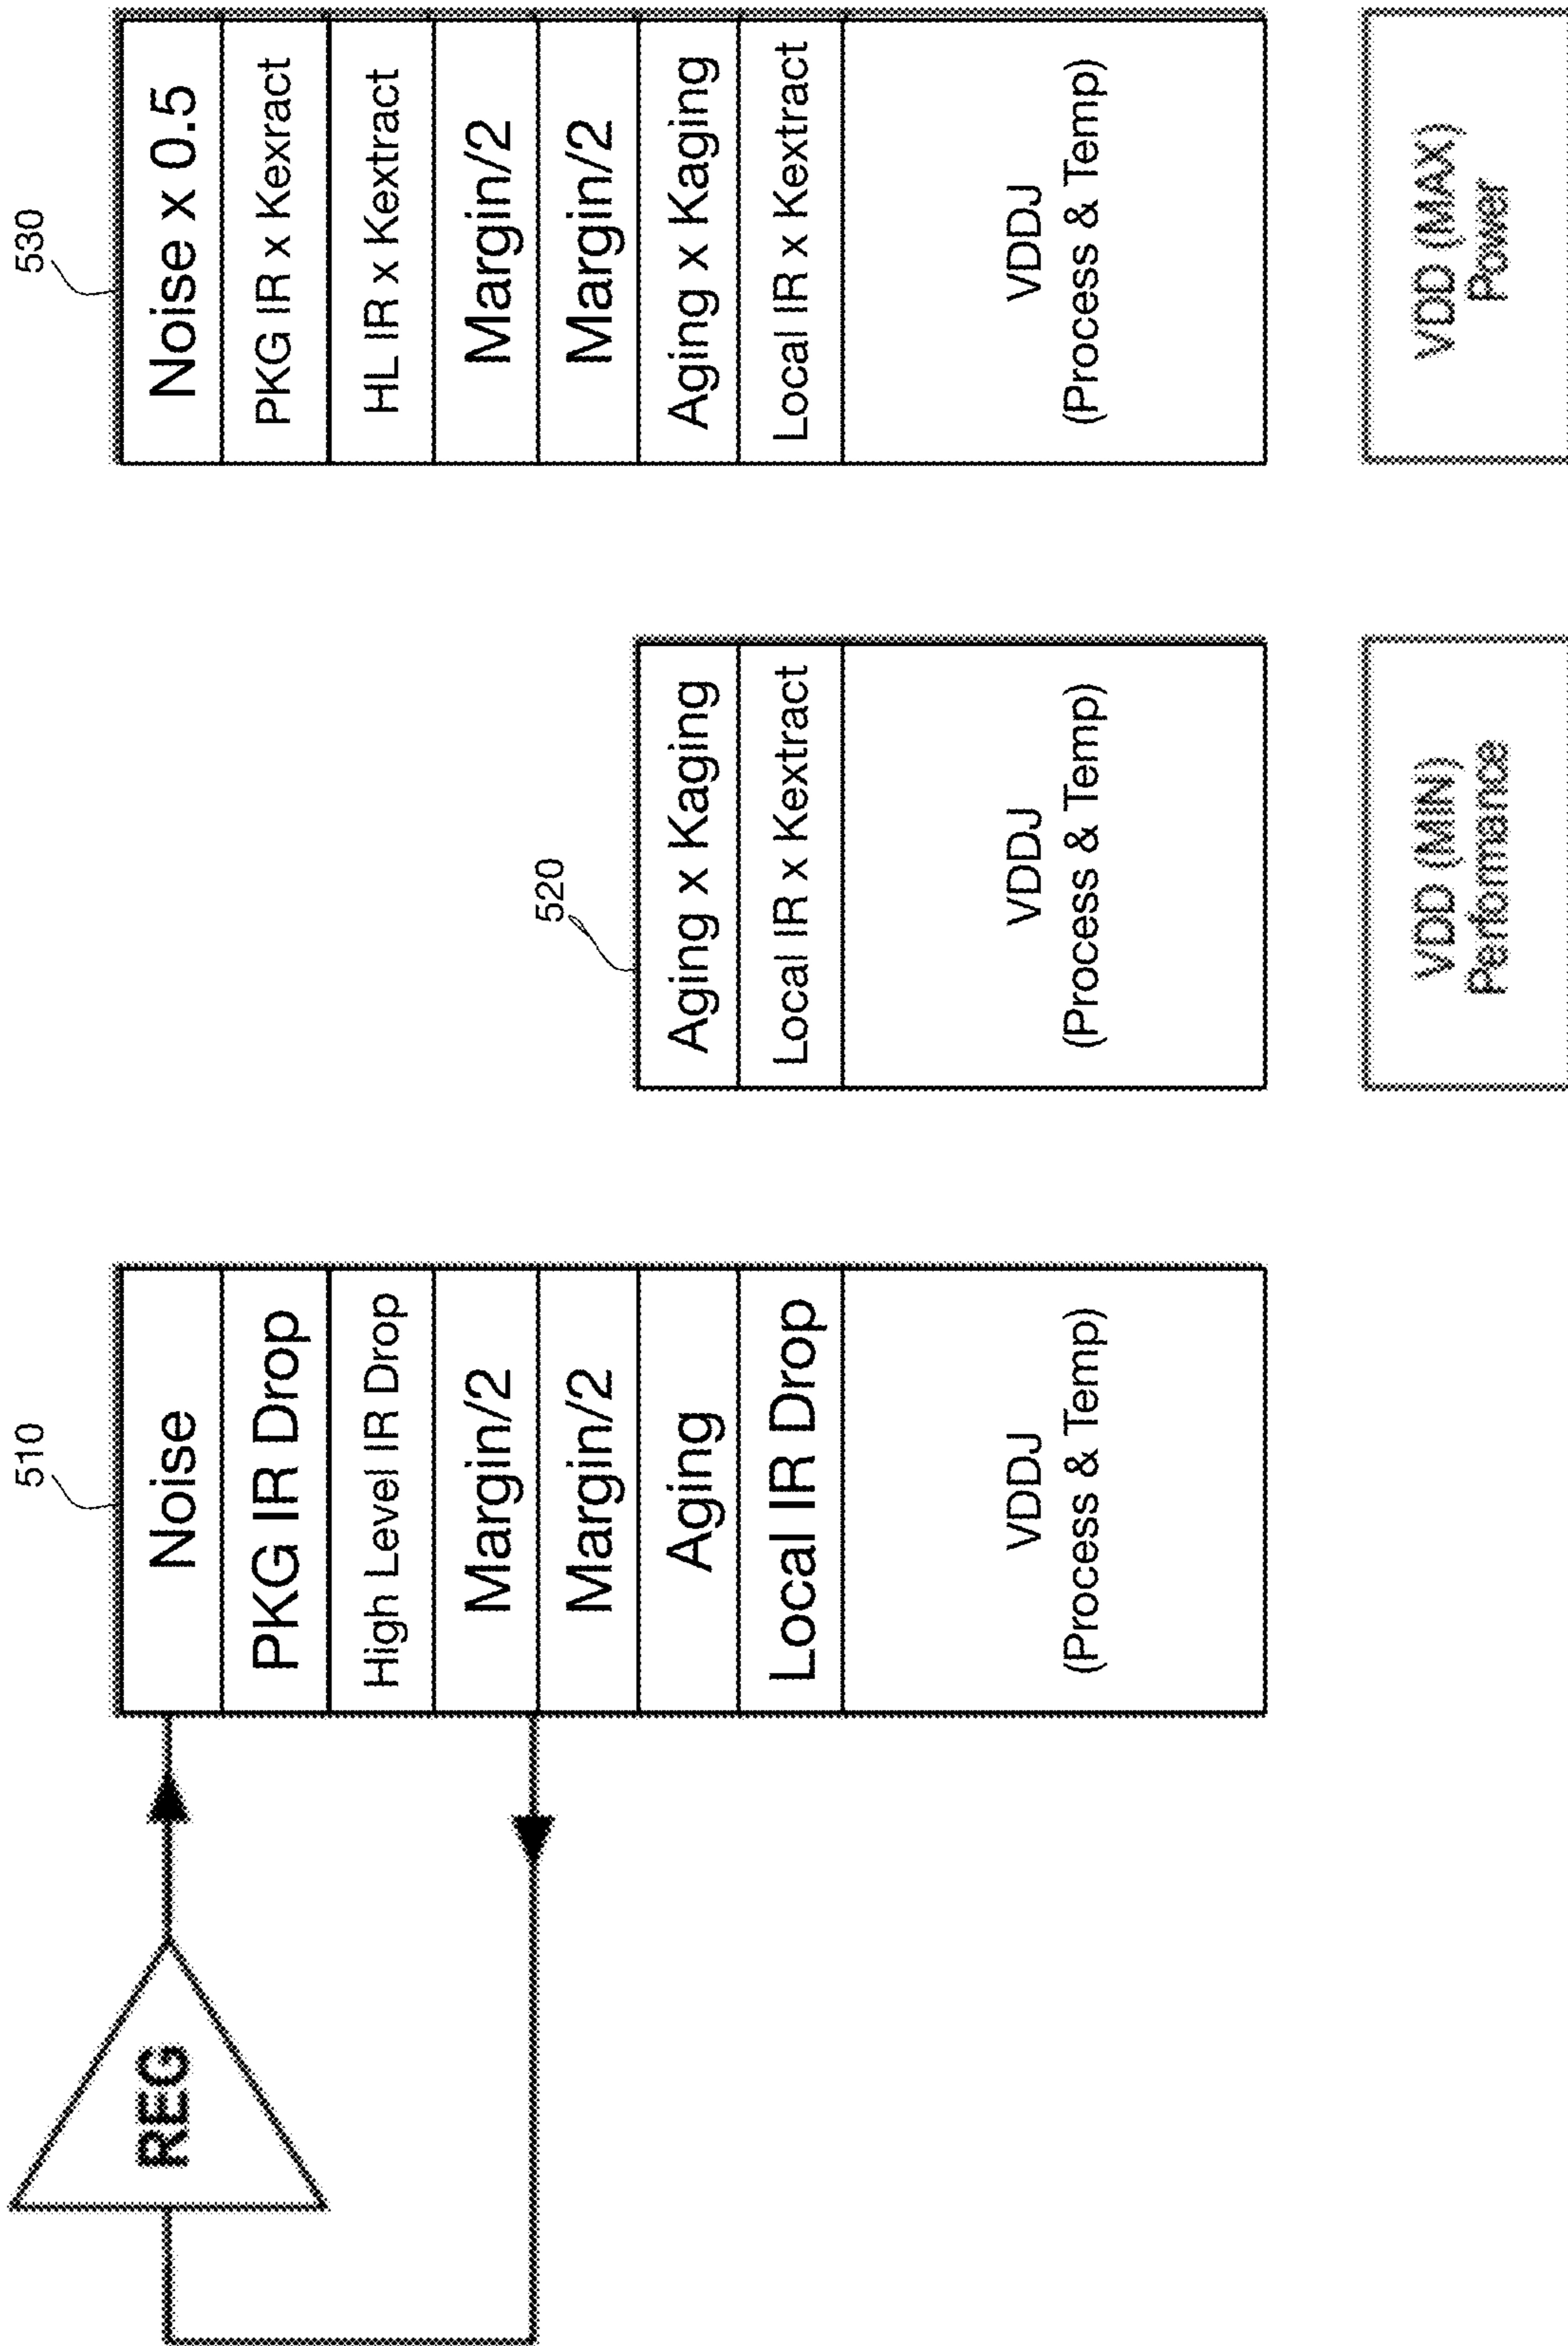 REG
510
Noise
PKG IR Drop
High Level IR Drop
Margin/2
Margin/2
Aging
Local IR Drop
VDDJ
(Process & Temp)
520
Aging x Kaging
Local IR x Kextract
VDDJ
(Process & Temp)
VDD (MIN)
Performance
530
Noise x 0.5
PKG IR x Kexract
HL IR x Kextract
Margin/2
Margin/2
Aging x Kaging
Local IR x Kextract
VDDJ
(Process & Temp)
VDD (MAX)
Power